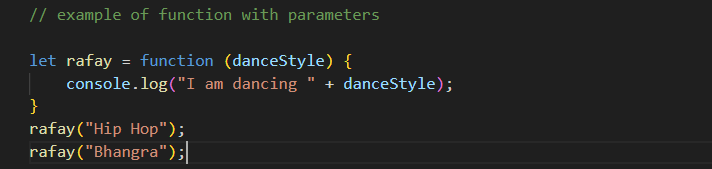 // example of function with parameters
let rafay = function (danceStyle) {
    console.log("I am dancing " + danceStyle);
}
rafay("Hip Hop");
rafay("Bhangra");